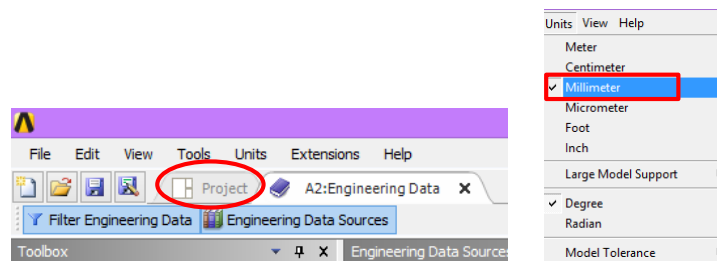 File Edit View Tools Units Extensions Help
Project A2:Engineering Data
Filter Engineering Data Engineering Data Sources
Toolbox Engineering Data Sources
Units View Help
Meter
Centimeter
Millimeter
Micrometer
Foot
Inch
Large Model Support
Degree
Radian
Model Tolerance